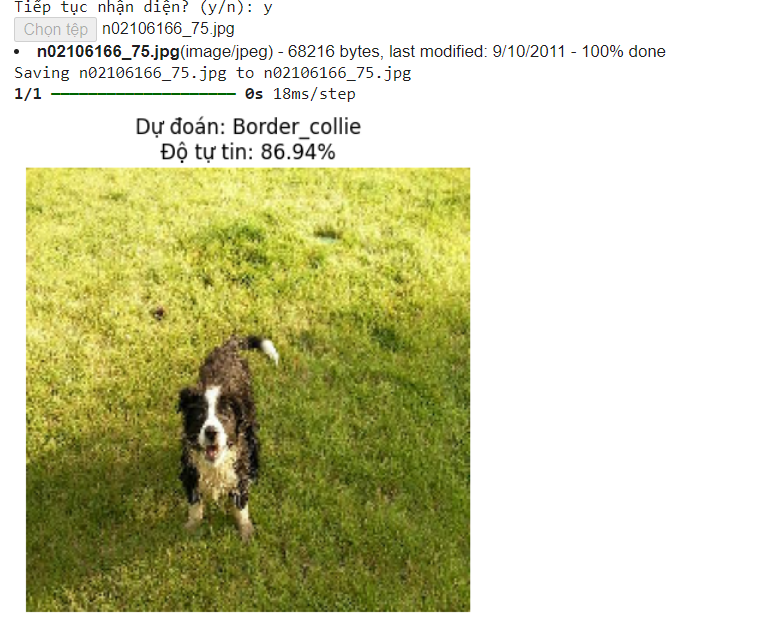 Tiếp tục nhận diện? (y/n): y
Chọn tệp n02106166_75.jpg
• n02106166_75.jpg(image/jpeg) - 68216 bytes, last modified: 9/10/2011 - 100% done
Saving n02106166_75.jpg to n02106166_75.jpg
1/1 ━━━━━━━━━━━━━━━━━━━━ 0s 18ms/step
Dự đoán: Border_collie
Độ tự tin: 86.94%